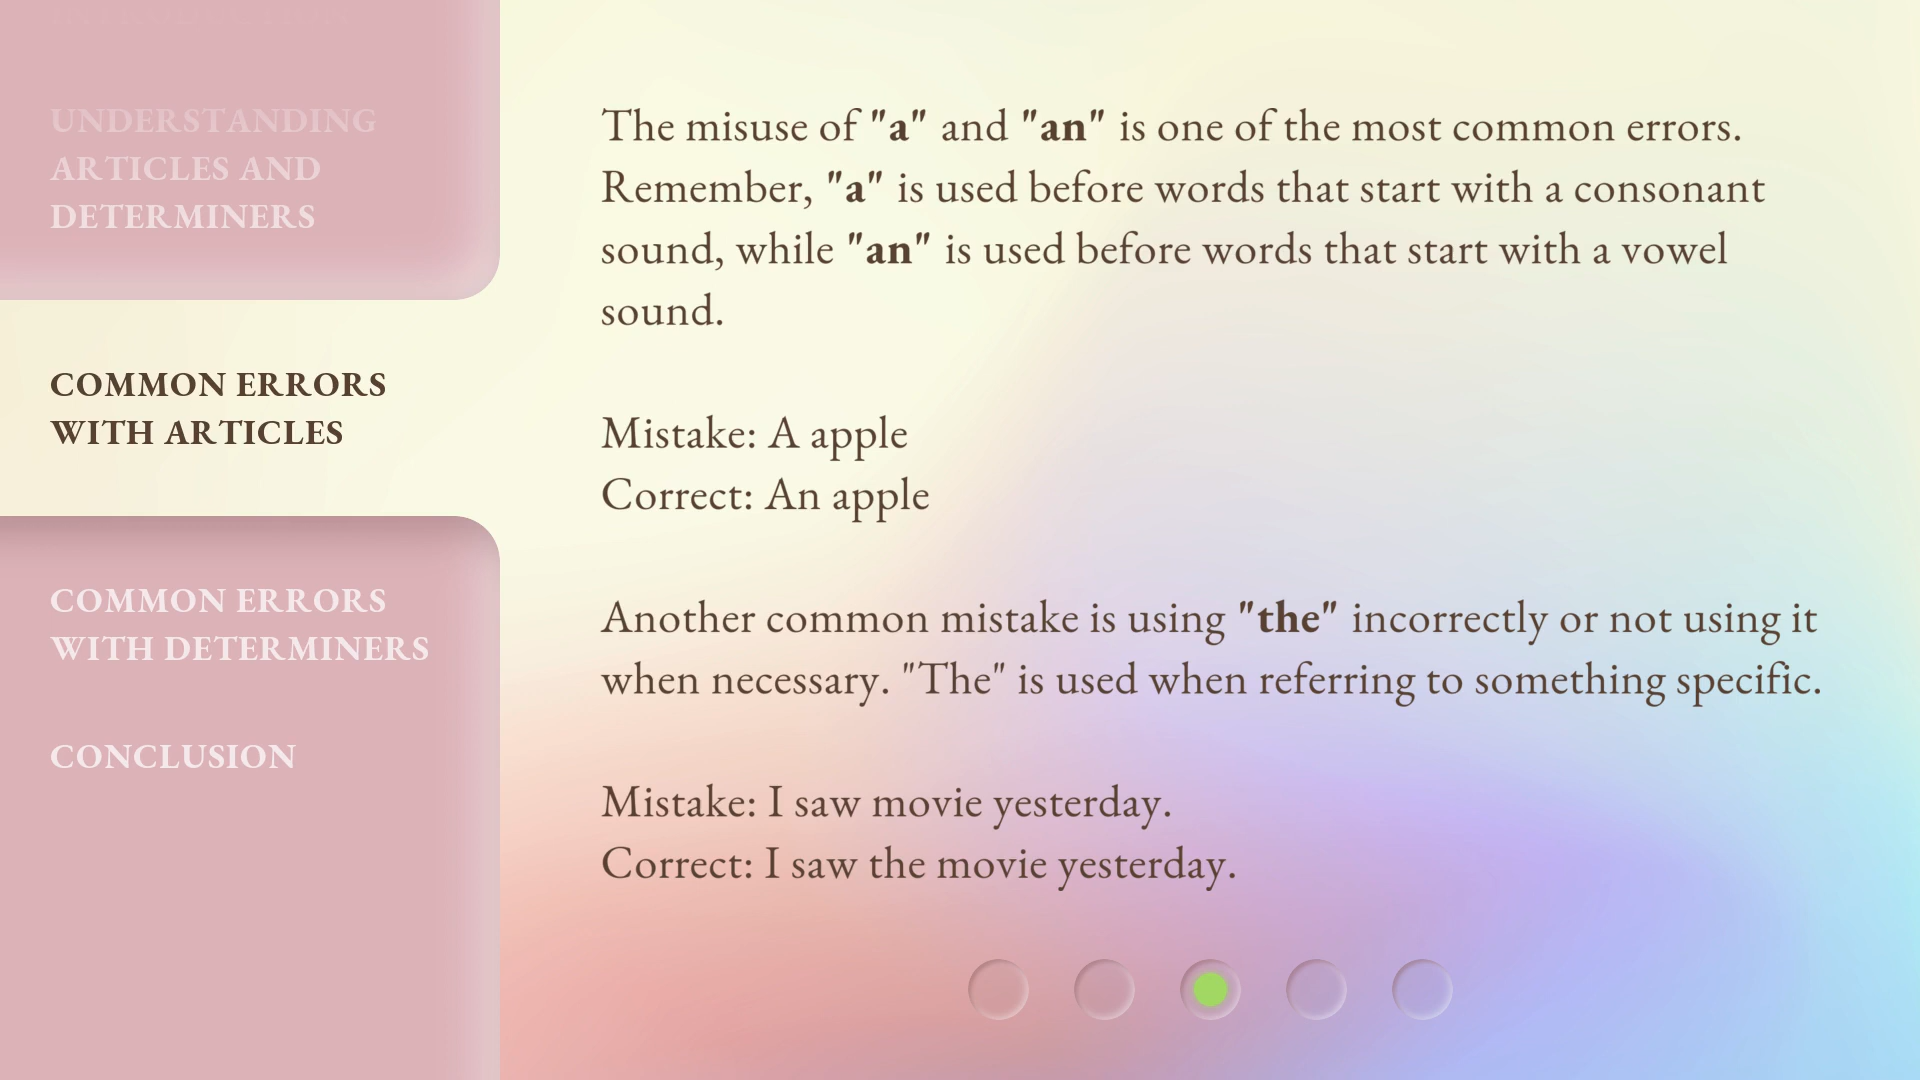 UNDERSTANDING
ARTICLES AND
DETERMINERS
COMMON ERRORS
WITH ARTICLES
COMMON ERRORS
WITH DETERMINERS
CONCLUSION
The misuse of "a" and "an" is one of the most common errors.
Remember, "a" is used before words that start with a consonant
sound, while "an" is used before words that start with a vowel
sound.
Mistake: A apple
Correct: An apple
Another common mistake is using "the" incorrectly or not using it
when necessary. "The" is used when referring to something specific.
Mistake: I saw movie yesterday.
Correct: I saw the movie yesterday.